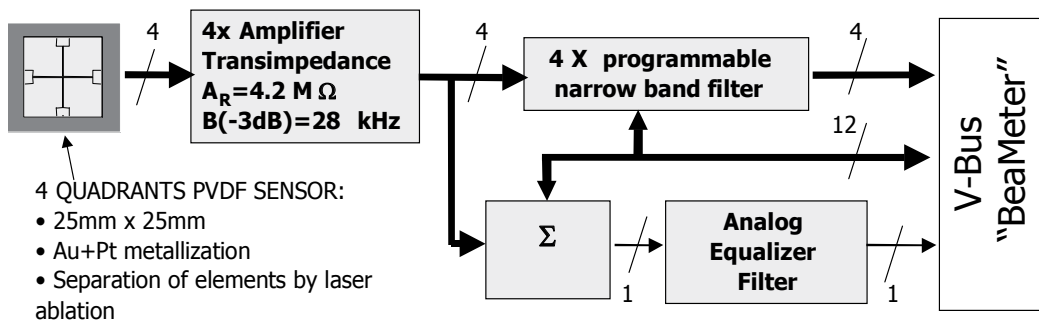 4
4x Amplifier
Transimpedance
A_R=4.2 M Ω
B(-3dB)=28 kHz
4
4 X programmable
narrow band filter
4
12
V-Bus
“BeaMeter”
4 QUADRANTS PVDF SENSOR:
• 25mm x 25mm
• Au+Pt metallization
• Separation of elements by laser
ablation
Σ
1
Analog
Equalizer
Filter
1